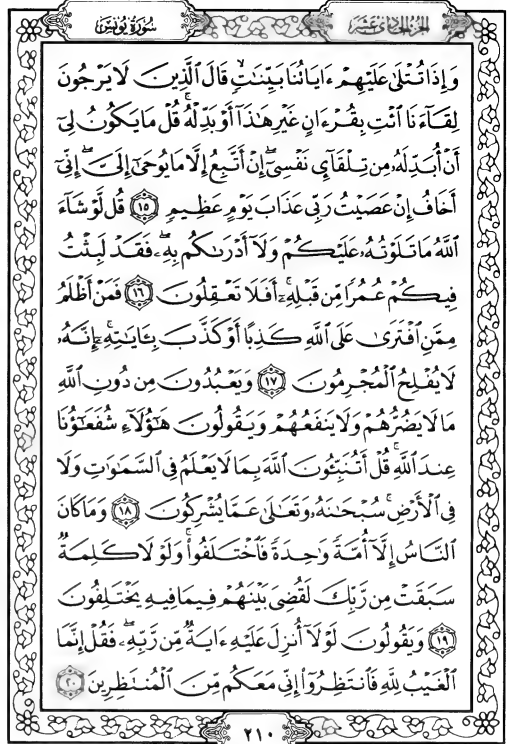 الجزء الحادي عشر
سورة يونس
وَإِذَا تُتْلَىٰ عَلَيْهِمْ ءَايَاتُنَا بَيِّنَٰتٍ قَالَ ٱلَّذِينَ لَا يَرْجُونَ
لِقَآءَنَا ٱئْتِ بِقُرْءَانٍ غَيْرِ هَٰذَآ أَوْ بَدِّلْهُ ۚ قُلْ مَا يَكُونُ لِىٓ
أَنْ أُبَدِّلَهُۥ مِن تِلْقَآئِ نَفْسِىٓ ۖ إِنْ أَتَّبِعُ إِلَّا مَا يُوحَىٰٓ إِلَىَّ ۖ إِنِّىٓ
أَخَافُ إِنْ عَصَيْتُ رَبِّى عَذَابَ يَوْمٍ عَظِيمٍ ١٥ قُل لَّوْ شَآءَ
ٱللَّهُ مَا تَلَوْتُهُۥ عَلَيْكُمْ وَلَآ أَدْرَىٰكُم بِهِۦ ۖ فَقَدْ لَبِثْتُ
فِيكُمْ عُمُرًا مِّن قَبْلِهِۦٓ ۚ أَفَلَا تَعْقِلُونَ ١٦ فَمَنْ أَظْلَمُ
مِمَّنِ ٱفْتَرَىٰ عَلَى ٱللَّهِ كَذِبًا أَوْ كَذَّبَ بِـَٔايَٰتِهِۦٓ ۚ إِنَّهُۥ
لَا يُفْلِحُ ٱلْمُجْرِمُونَ ١٧ وَيَعْبُدُونَ مِن دُونِ ٱللَّهِ
مَا لَا يَضُرُّهُمْ وَلَا يَنفَعُهُمْ وَيَقُولُونَ هَٰٓؤُلَآءِ شُفَعَٰٓؤُنَا
عِندَ ٱللَّهِ ۚ قُلْ أَتُنَبِّـُٔونَ ٱللَّهَ بِمَا لَا يَعْلَمُ فِى ٱلسَّمَٰوَٰتِ وَلَا
فِى ٱلْأَرْضِ ۚ سُبْحَٰنَهُۥ وَتَعَٰلَىٰ عَمَّا يُشْرِكُونَ ١٨ وَمَا كَانَ
ٱلنَّاسُ إِلَّآ أُمَّةً وَٰحِدَةً فَٱخْتَلَفُوا۟ ۚ وَلَوْلَا كَلِمَةٌ
سَبَقَتْ مِن رَّبِّكَ لَقُضِىَ بَيْنَهُمْ فِيمَا فِيهِ يَخْتَلِفُونَ
١٩ وَيَقُولُونَ لَوْلَآ أُنزِلَ عَلَيْهِ ءَايَةٌ مِّن رَّبِّهِۦ ۖ فَقُلْ إِنَّمَا
ٱلْغَيْبُ لِلَّهِ فَٱنتَظِرُوٓا۟ إِنِّى مَعَكُم مِّنَ ٱلْمُنتَظِرِينَ ٢٠
٢١٠